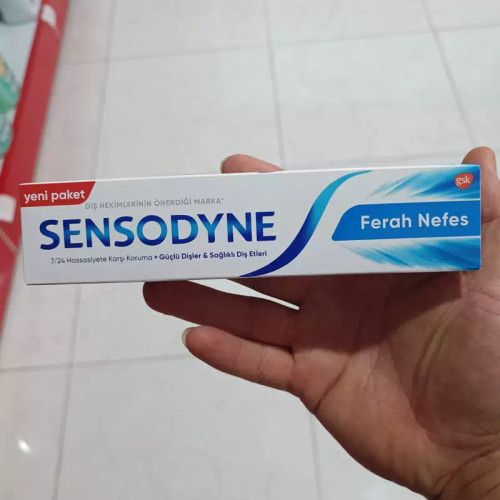 yeni paket
DİŞ HEKİMLERİNİN ÖNERDİĞİ MARKA*
SENSODYNE
7/24 Hassasiyete Karşı Koruma + Güçlü Dişler & Sağlıklı Diş Etleri
gsk
Ferah Nefes